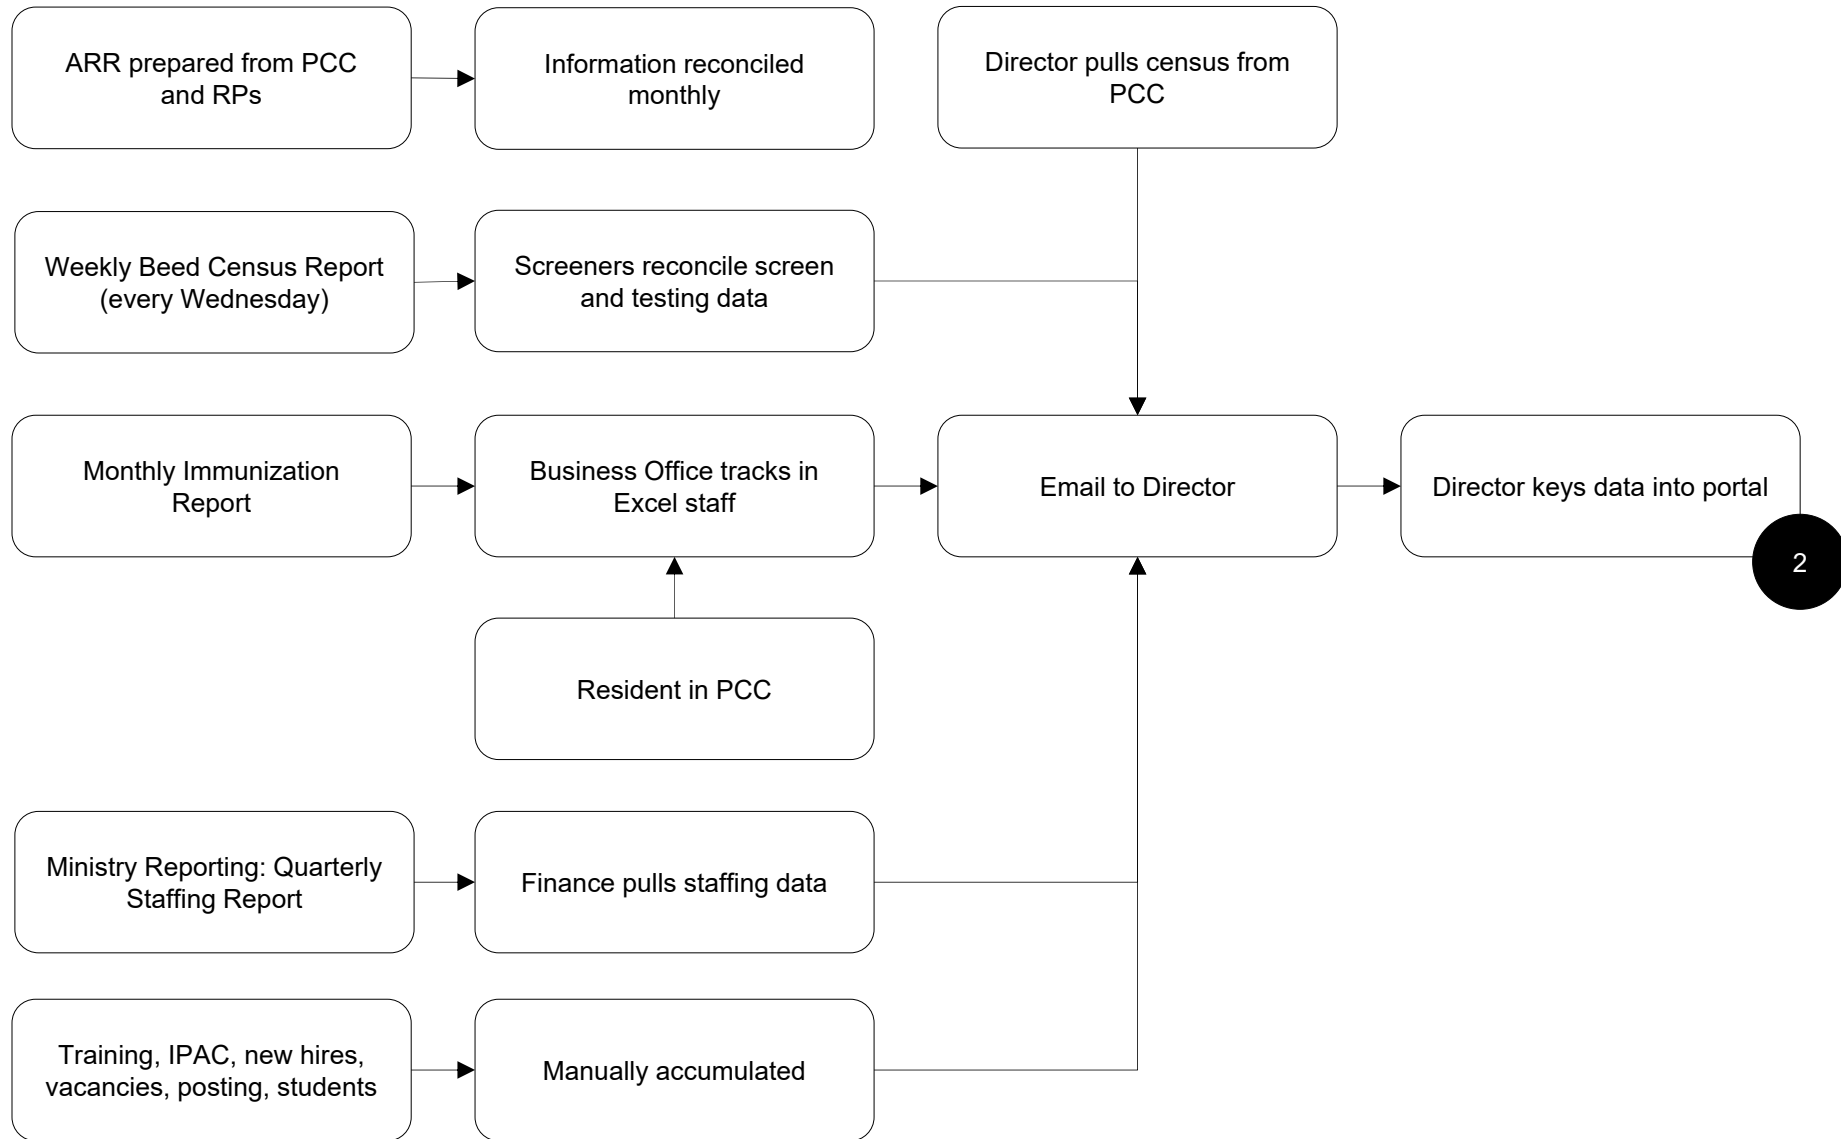 ARR prepared from PCC
and RPs
Information reconciled
monthly
Director pulls census from
PCC
Weekly Beed Census Report
(every Wednesday)
Screeners reconcile screen
and testing data
Monthly Immunization
Report
Business Office tracks in
Excel staff
Email to Director
Director keys data into portal
2
Resident in PCC
Ministry Reporting: Quarterly
Staffing Report
Finance pulls staffing data
Training, IPAC, new hires,
vacancies, posting, students
Manually accumulated